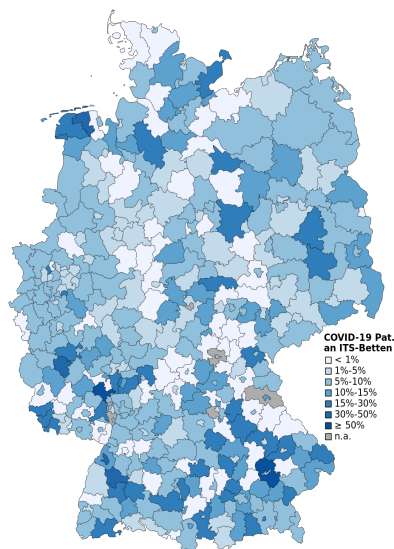 COVID-19 Pat.
an ITS-Betten
< 1%
1%-5%
5%-10%
10%-15%
15%-30%
30%-50%
≥ 50%
n.a.